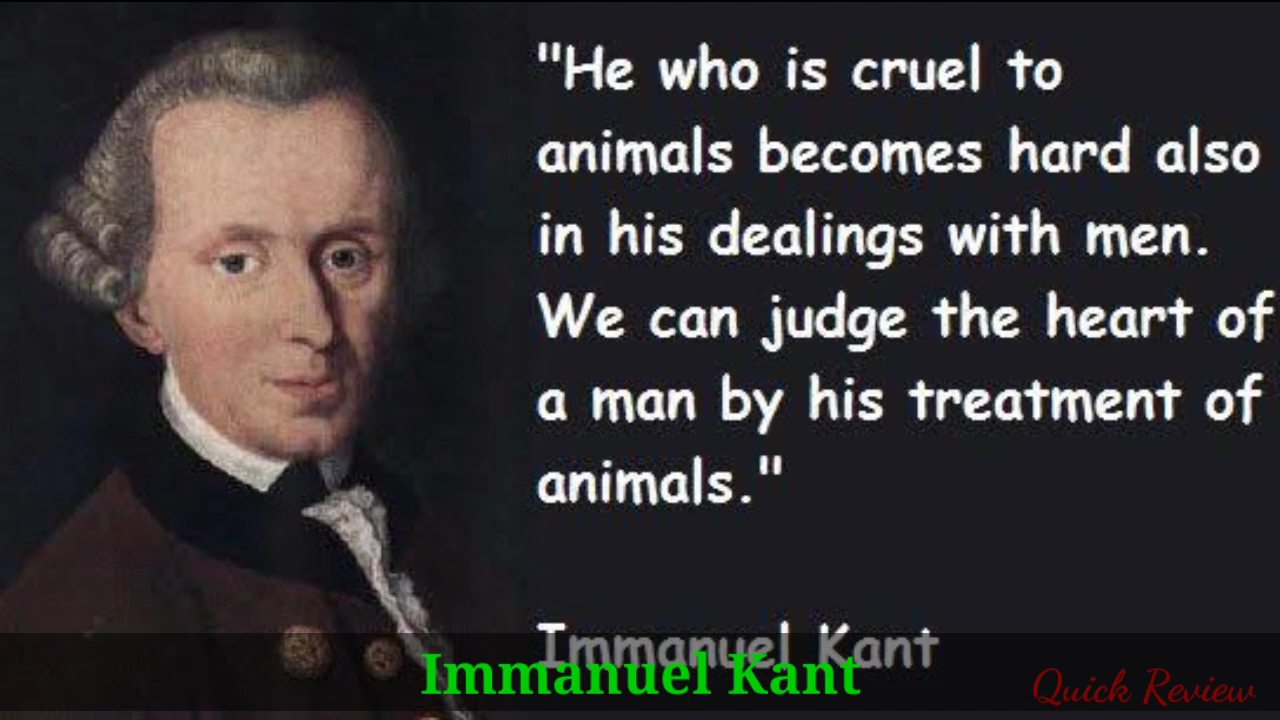 "He who is cruel to
animals becomes hard also
in his dealings with men.
We can judge the heart of
a man by his treatment of
animals."
Immanuel Kant
Immanuel Kant
Quick Review